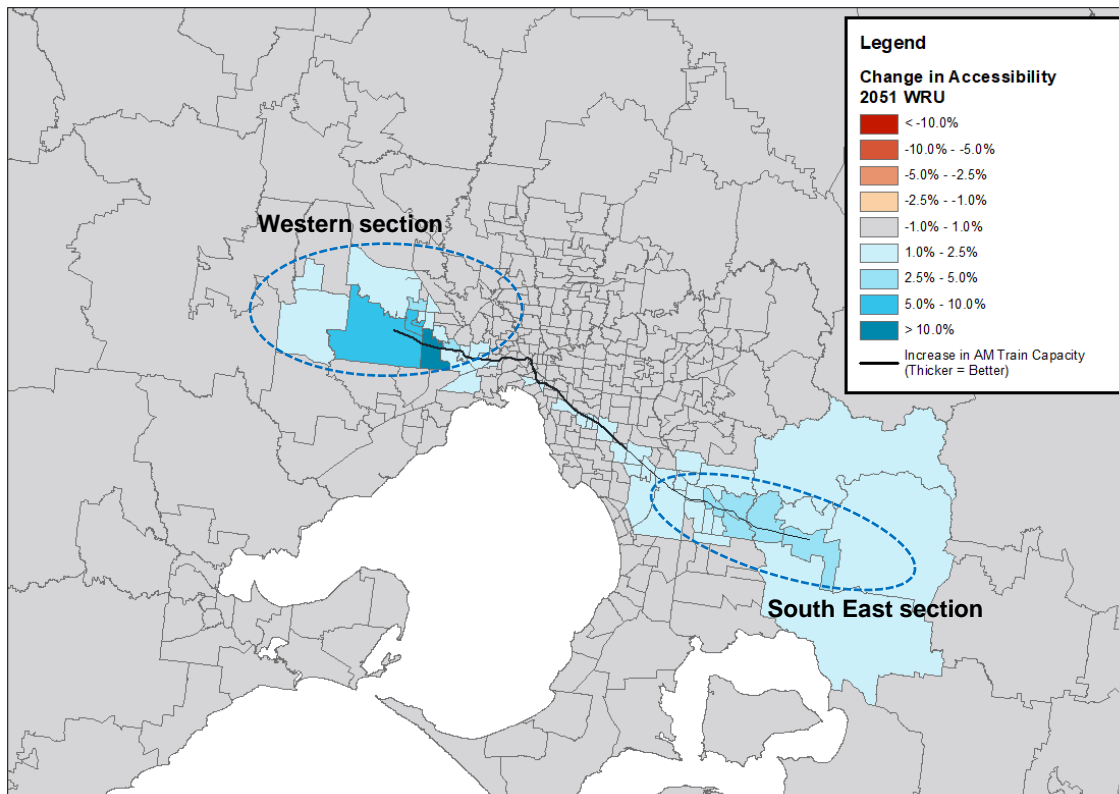 Legend
Change in Accessibility
2051 WRU
< -10.0%
-10.0% - -5.0%
-5.0% - -2.5%
-2.5% - -1.0%
-1.0% - 1.0%
1.0% - 2.5%
2.5% - 5.0%
5.0% - 10.0%
> 10.0%
Increase in AM Train Capacity
(Thicker = Better)
Western section
South East section